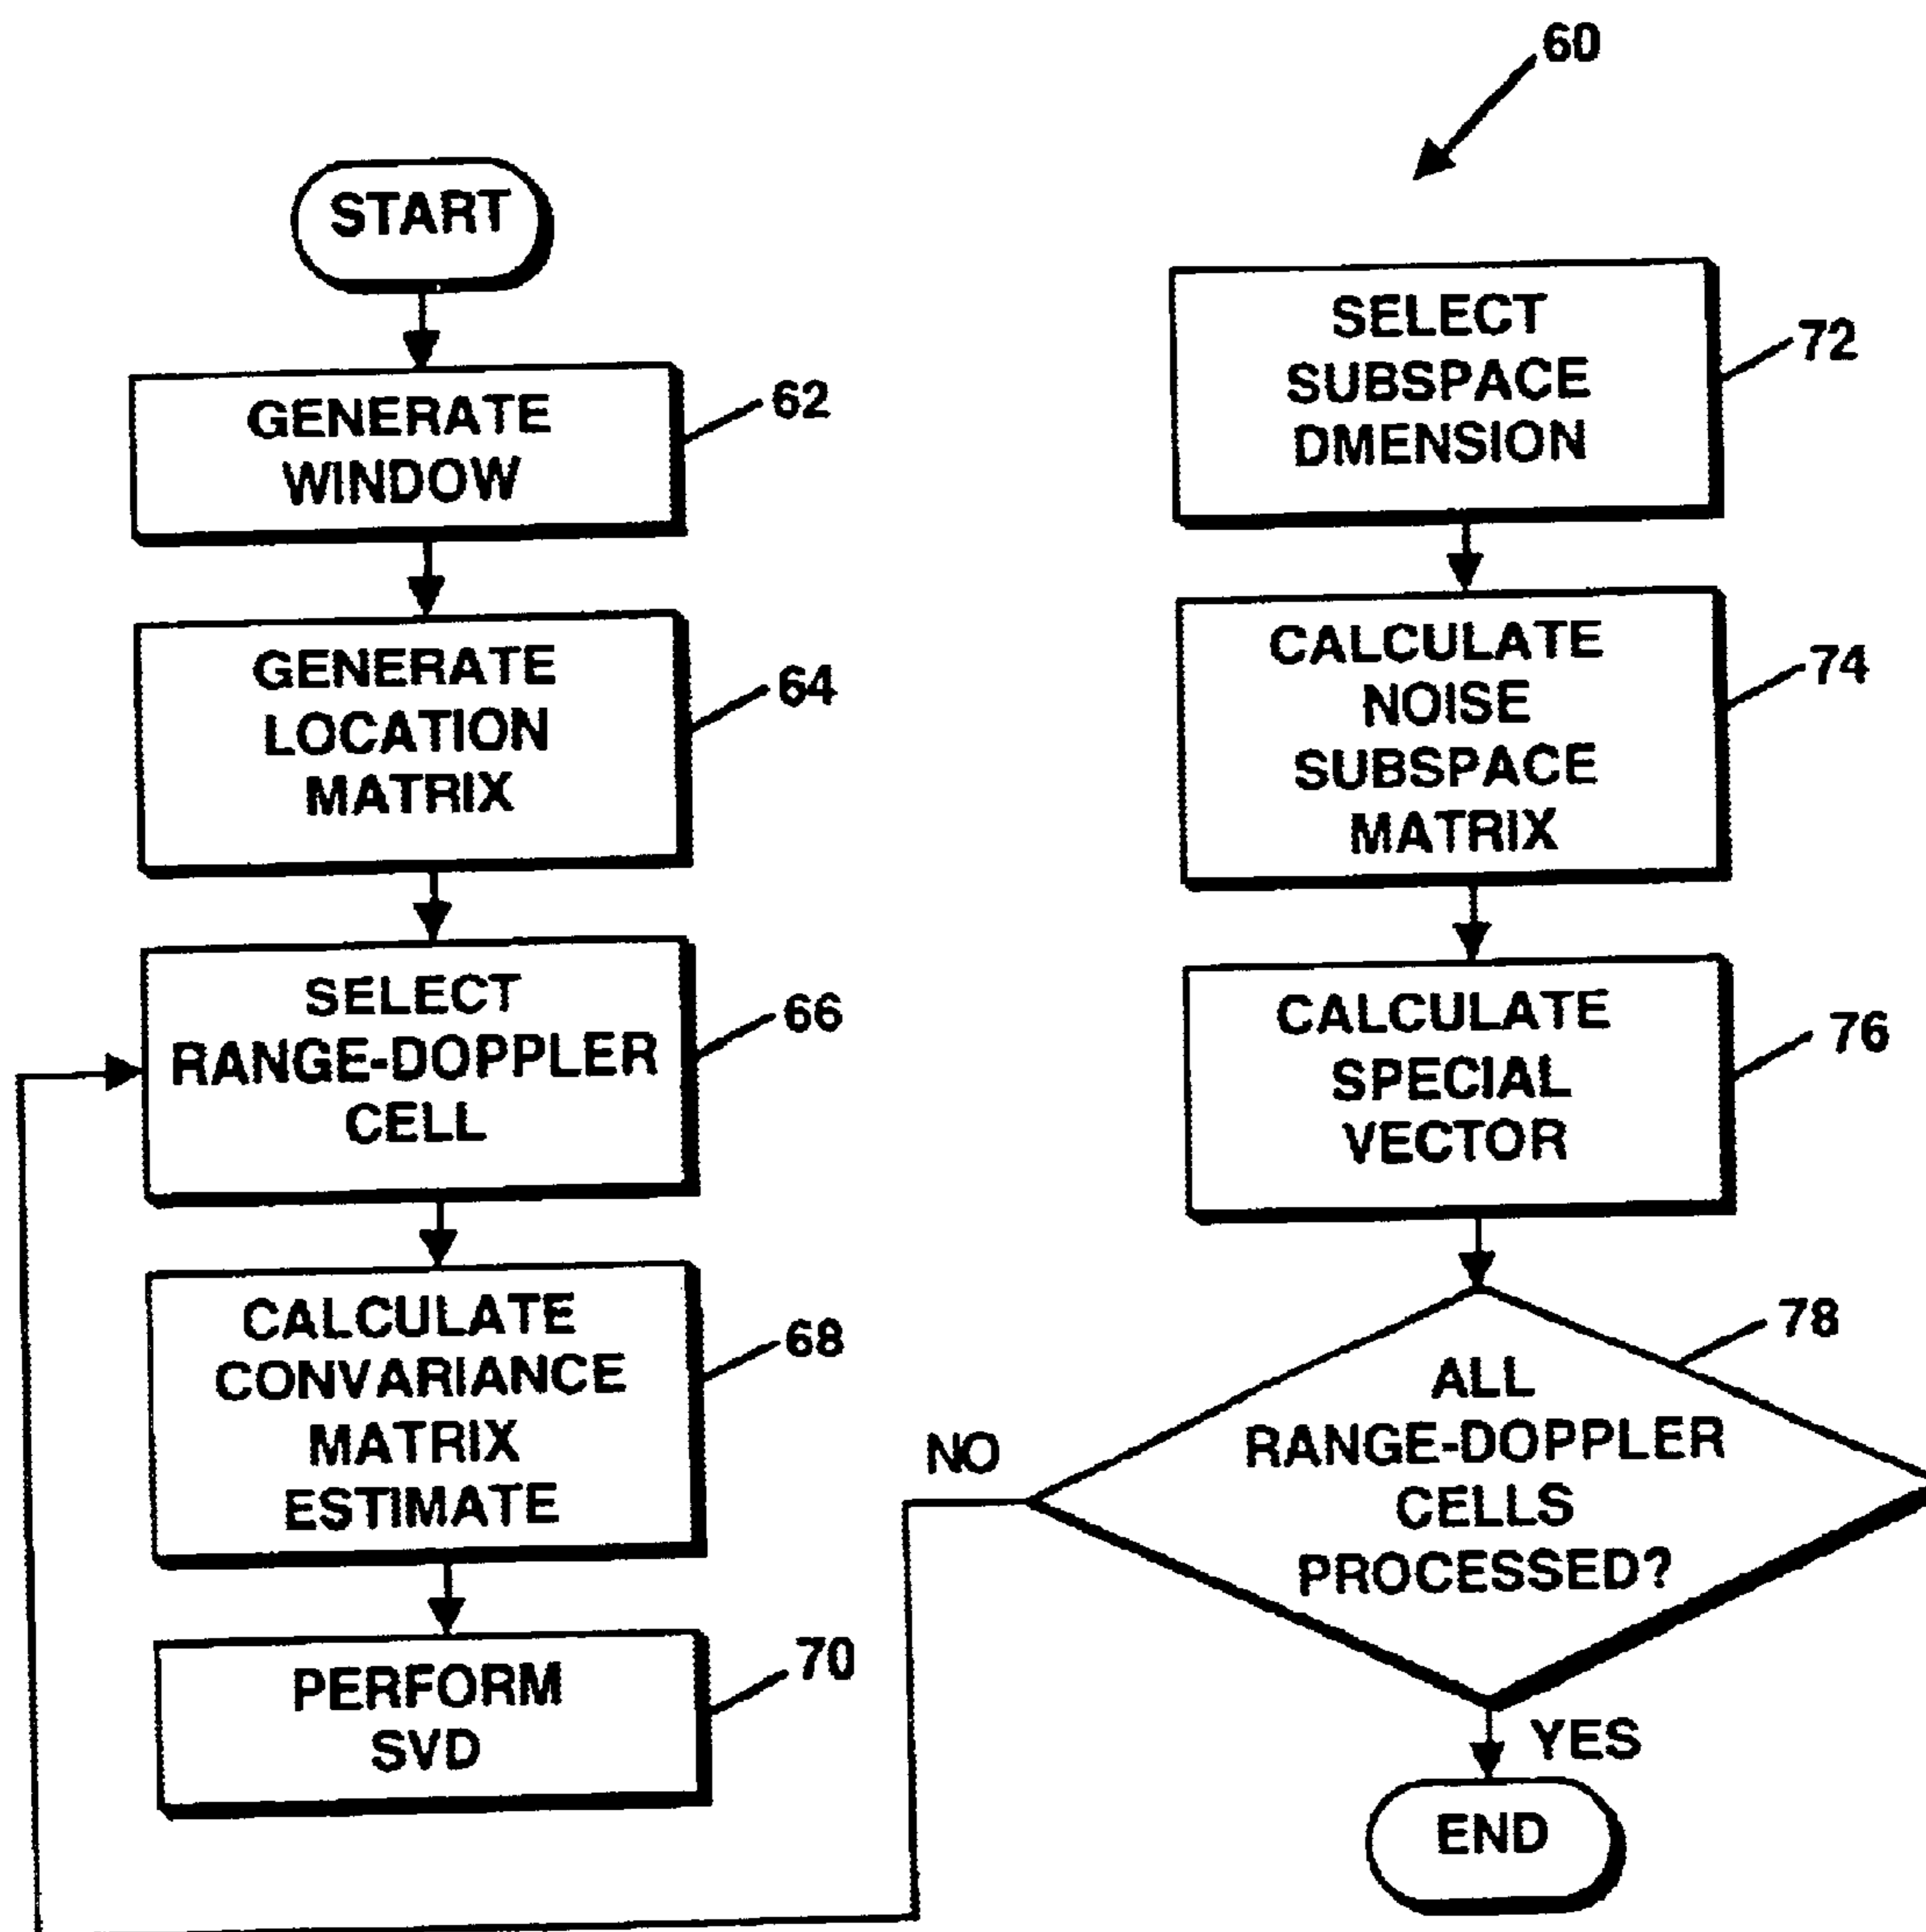 60
START
GENERATE
WINDOW
62
GENERATE
LOCATION
MATRIX
64
SELECT
RANGE-DOPPLER
CELL
66
CALCULATE
CONVARIANCE
MATRIX
ESTIMATE
68
PERFORM
SVD
70
SELECT
SUBSPACE
DMENSION
72
CALCULATE
NOISE
SUBSPACE
MATRIX
74
CALCULATE
SPECIAL
VECTOR
76
ALL
RANGE-DOPPLER
CELLS
PROCESSED?
78
NO
YES
END